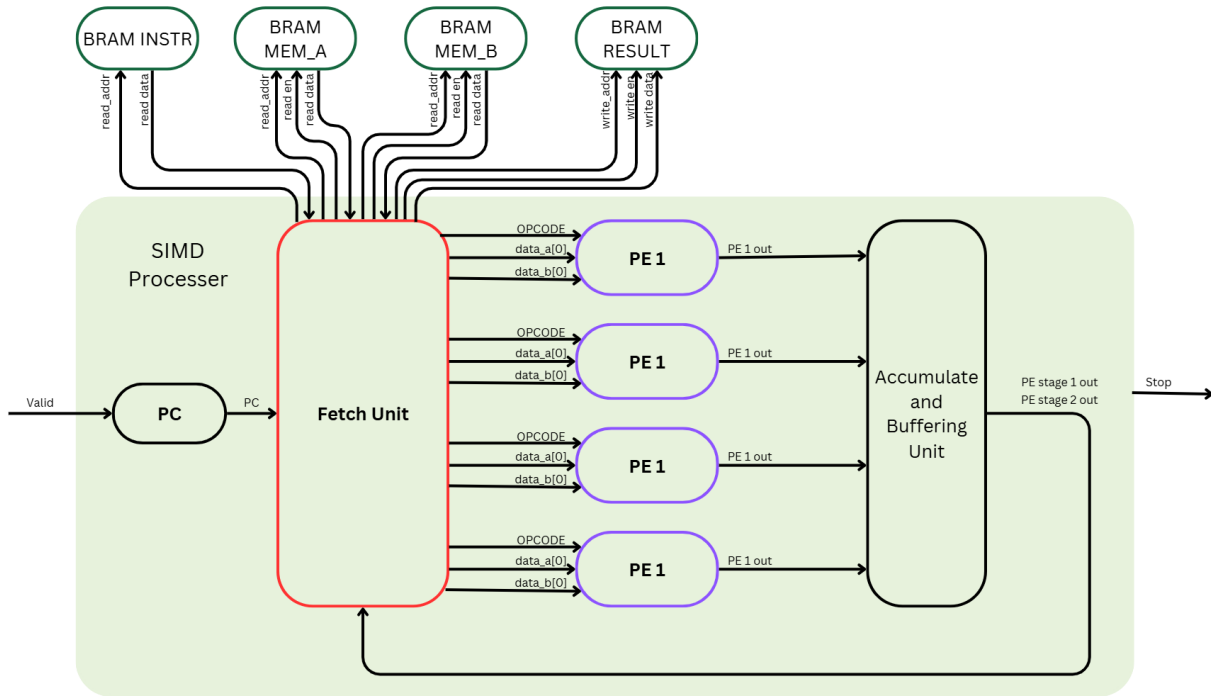 BRAM INSTR
BRAM
MEM_A
BRAM
MEM_B
BRAM
RESULT
read_addr
read data
read_addr
read en
read data
read_addr
read en
read data
write_addr
write en
write data
SIMD
Processer
Valid
PC
PC
Fetch Unit
OPCODE
data_a[0]
data_b[0]
PE 1
PE 1 out
OPCODE
data_a[0]
data_b[0]
PE 1
PE 1 out
OPCODE
data_a[0]
data_b[0]
PE 1
PE 1 out
OPCODE
data_a[0]
data_b[0]
PE 1
PE 1 out
Accumulate
and
Buffering
Unit
PE stage 1 out
PE stage 2 out
Stop